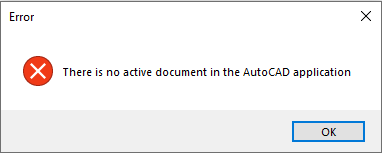 Error
There is no active document in the AutoCAD application
OK